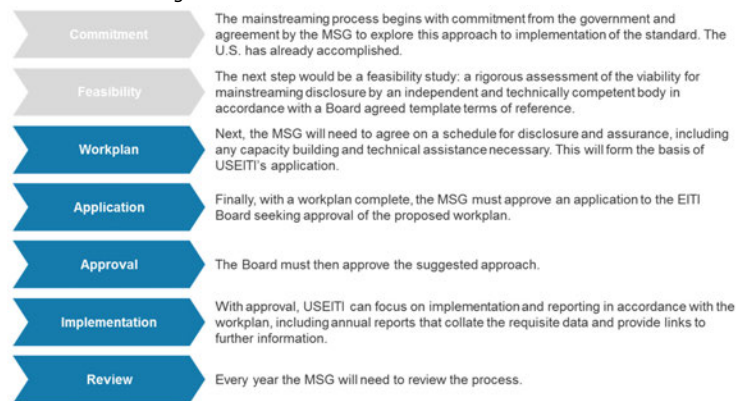 Commitment
The mainstreaming process begins with commitment from the government and
agreement by the MSG to explore this approach to implementation of the standard. The
U.S. has already accomplished.
Feasibility
The next step would be a feasibility study: a rigorous assessment of the viability for
mainstreaming disclosure by an independent and technically competent body in
accordance with a Board agreed template terms of reference.
Workplan
Next, the MSG will need to agree on a schedule for disclosure and assurance, including
any capacity building and technical assistance necessary. This will form the basis of
USEITI's application.
Application
Finally, with a workplan complete, the MSG must approve an application to the EITI
Board seeking approval of the proposed workplan.
Approval
The Board must then approve the suggested approach.
Implementation
With approval, USEITI can focus on implementation and reporting in accordance with the
workplan, including annual reports that collate the requisite data and provide links to
further information.
Review
Every year the MSG will need to review the process.